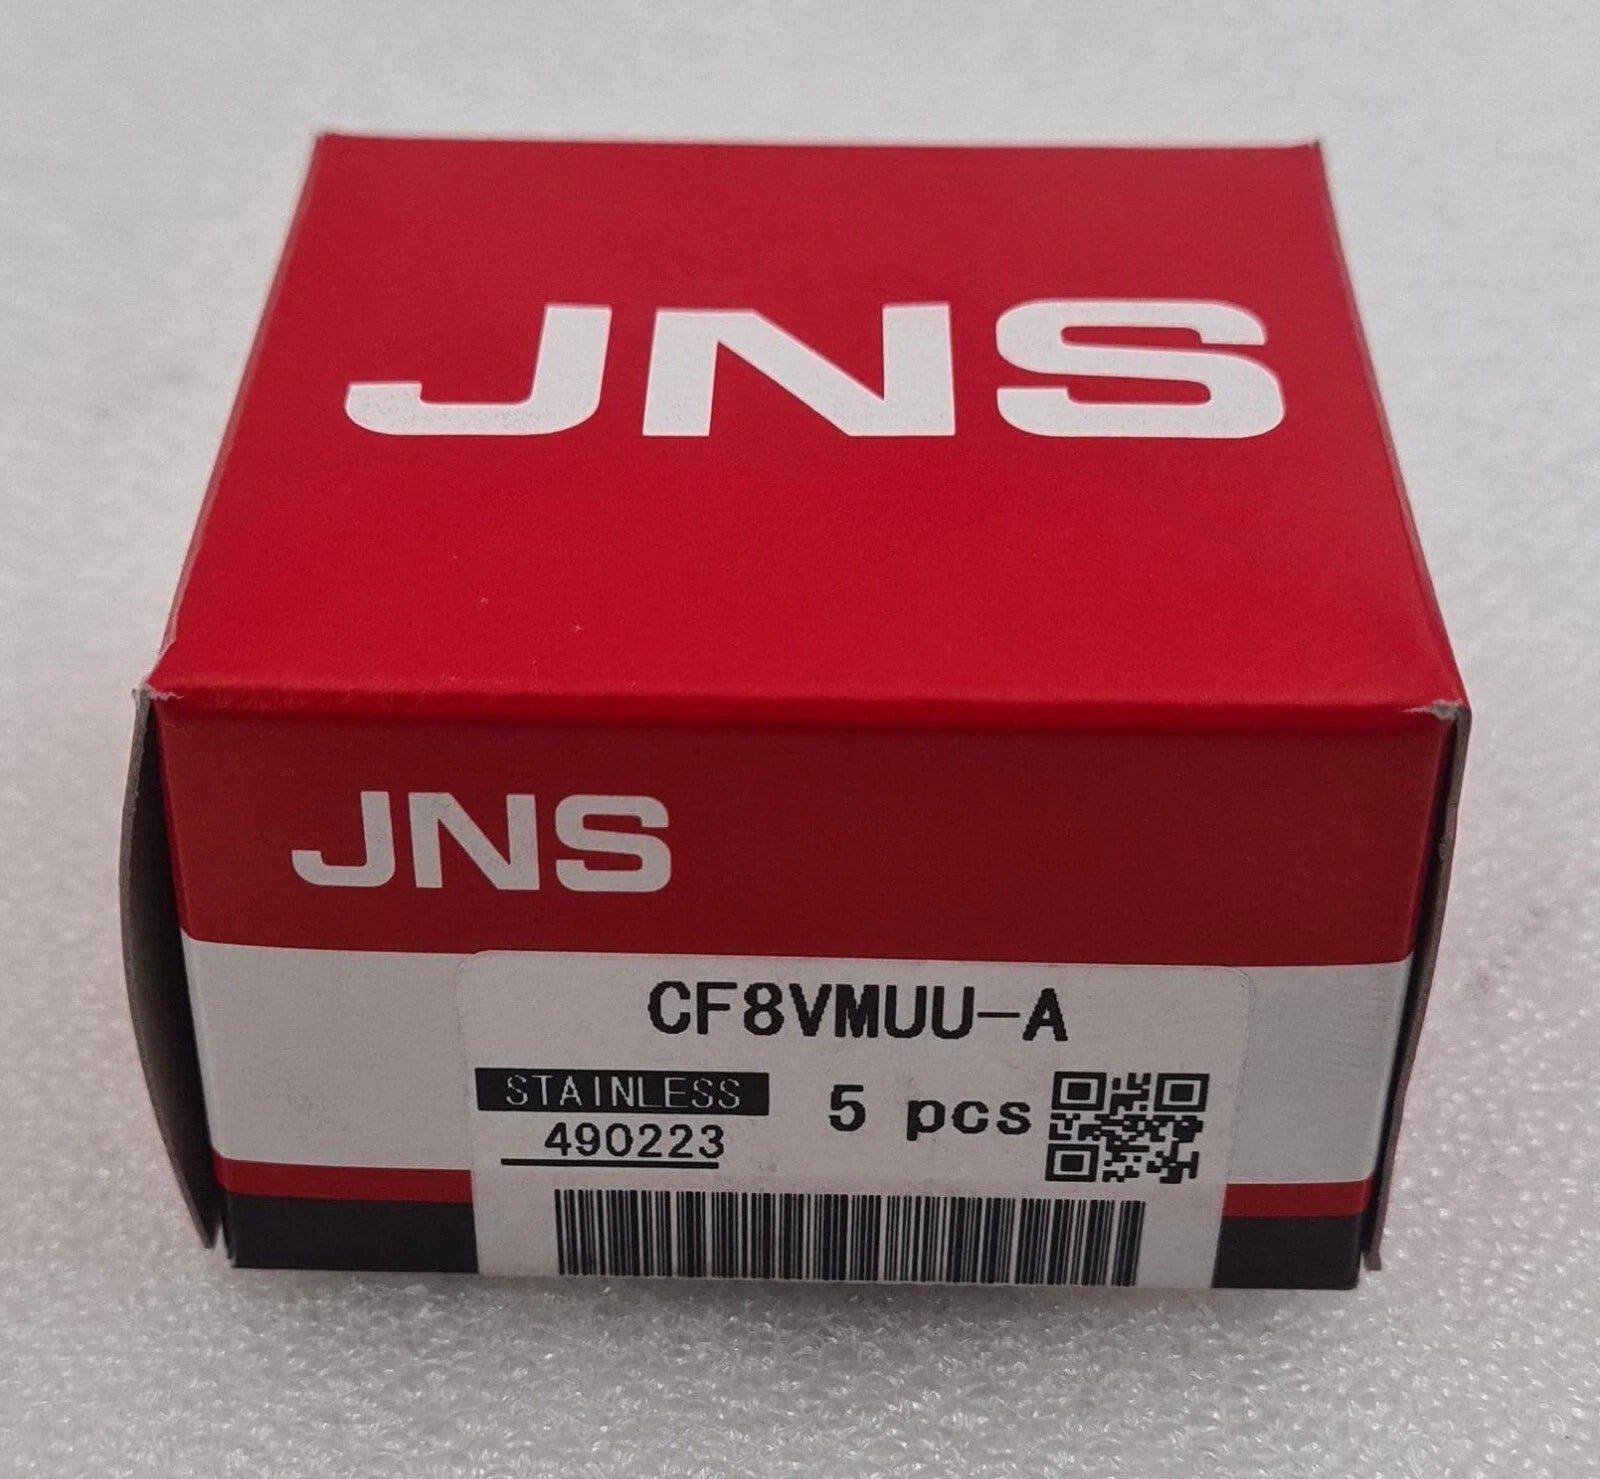 JNS
JNS
CF8VMUU-A
STAINLESS
5 pcs
490223